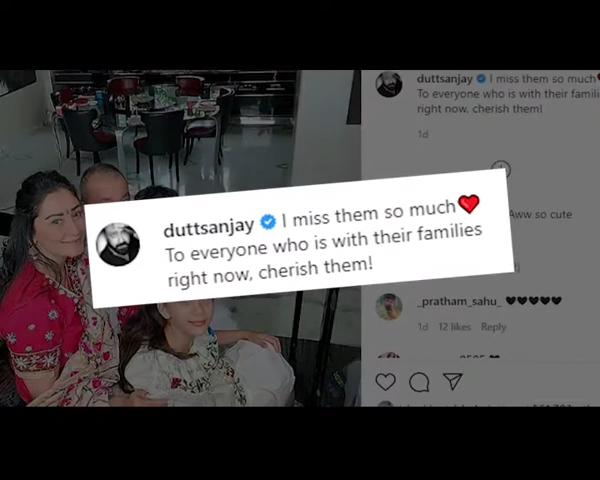 duttsanjay I miss them so much❤
To everyone who is with their famili
right now, cherish them!
1d
duttsanjay I miss them so much❤
To everyone who is with their families
right now, cherish them!
Aww so cute
_pratham_sahu_ 🖤🖤🖤🖤🖤
1d 12 likes Reply